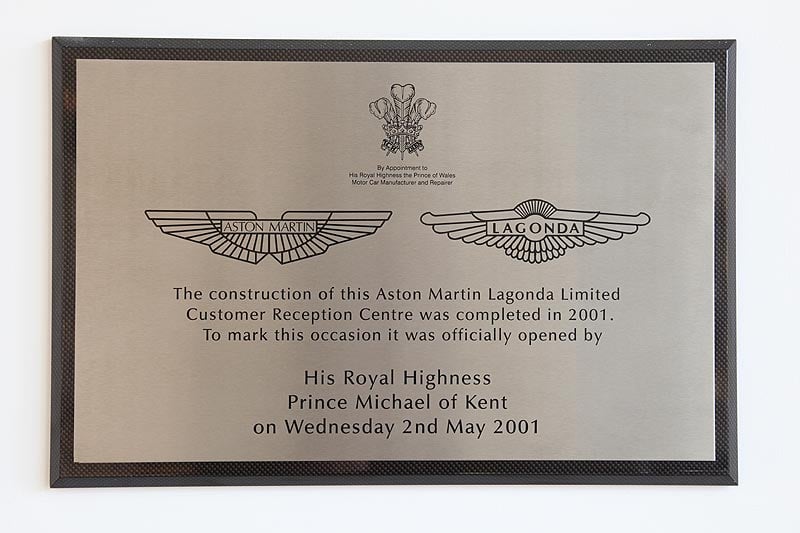 By Appointment to
His Royal Highness the Prince of Wales
Motor Car Manufacturer and Repairer
ASTON MARTIN
LAGONDA
The construction of this Aston Martin Lagonda Limited
Customer Reception Centre was completed in 2001.
To mark this occasion it was officially opened by
His Royal Highness
Prince Michael of Kent
on Wednesday 2nd May 2001